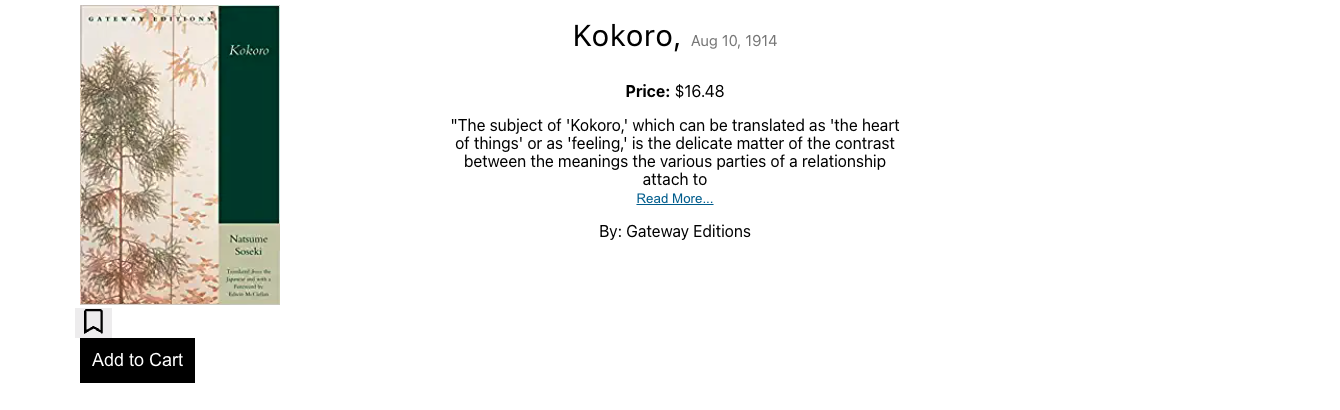 GATEWAY EDITIONS
Kokoro
Natsume
Soseki
Translated from the
Japanese and with a
Foreword by
Edwin McClellan
Add to Cart
Kokoro, Aug 10, 1914
Price: $16.48
"The subject of 'Kokoro,' which can be translated as 'the heart
of things' or as 'feeling,' is the delicate matter of the contrast
between the meanings the various parties of a relationship
attach to
Read More...
By: Gateway Editions